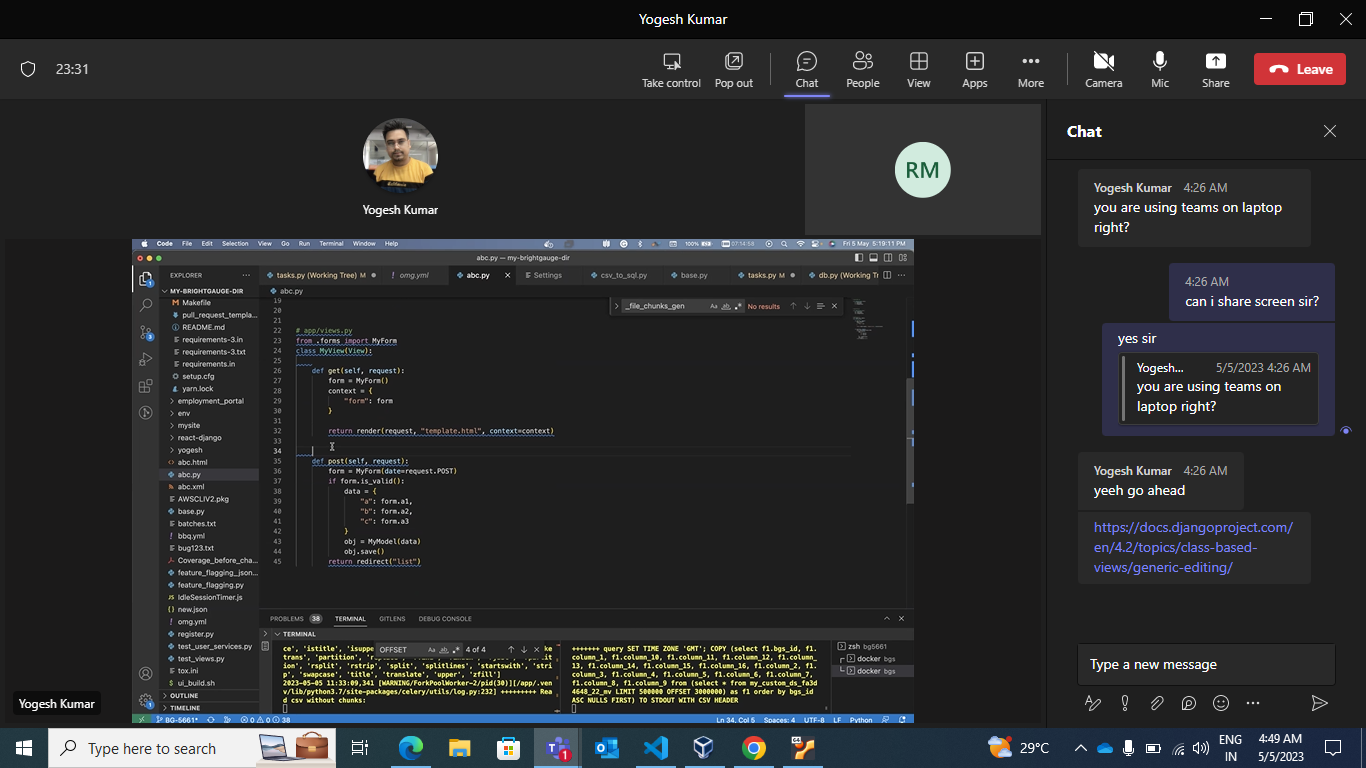 Yogesh Kumar
23:31
Take control
Pop out
Chat
People
View
Apps
More
Camera
Mic
Share
Leave
Yogesh Kumar
RM
Code File Edit Selection View Go Run Terminal Window Help
100%
07:14:58
Fri 5 May 5:19:11 PM
abc.py — my-brightgauge-dir
EXPLORER
tasks.py (Working Tree) M
omg.yml
abc.py
Settings
csv_to_sql.py
base.py
tasks.py M
db.py (Working Tr
MY-BRIGHTGAUGE-DIR
Makefile
pull_request_templa...
README.md
requirements-3.in
requirements-3.txt
requirements.in
setup.cfg
yarn.lock
employment_portal
env
mysite
react-django
yogesh
abc.html
abc.py
abc.xml
AWSCLIV2.pkg
base.py
batches.txt
bbq.yml
bug123.txt
Coverage_before_cha...
feature_flagging_json...
feature_flagging.py
IdleSessionTimer.js
new.json
omg.yml
register.py
test_user_services.py
test_views.py
tox.ini
ui_build.sh
OUTLINE
TIMELINE
abc.py
_file_chunks_gen
No results
19
20
21
22 # app/views.py
23 from .forms import MyForm
24 class MyView(View):
25
26 def get(self, request):
27 form = MyForm()
28 context = {
29 "form": form
30 }
31
32 return render(request, "template.html", context=context)
33
34
35 def post(self, request):
36 form = MyForm(date=request.POST)
37 if form.is_valid():
38 data = {
39 "a": form.a1,
40 "b": form.a2,
41 "c": form.a3
42 }
43 obj = MyModel(data)
44 obj.save()
45 return redirect("list")
PROBLEMS 38 TERMINAL GITLENS DEBUG CONSOLE
TERMINAL
OFFSET
4 of 4
ce', 'istitle', 'isuppe
ion', 'rsplit', 'rstrip', 'split', 'splitlines', 'startswith', 'str
ip', 'swapcase', 'title', 'translate', 'upper', 'zfill']
2023-05-05 11:33:09,341 [WARNING/ForkPoolWorker-2/pid(30)][/app/.ve
nv/lib/python3.7/site-packages/celery/utils/log.py:232] +++++++++ Rea
d csv without chunks:
+++++++ query SET TIME ZONE 'GMT'; COPY (select f1.bgs_id, f1.
column_1, f1.column_10, f1.column_11, f1.column_12, f1.column_
13, f1.column_14, f1.column_15, f1.column_16, f1.column_2, f1.
column_3, f1.column_4, f1.column_5, f1.column_6, f1.column_7,
f1.column_8, f1.column_9 from (select * from my_custom_ds_fa3d
4648_22_mv LIMIT 500000 OFFSET 3000000) as f1 order by bgs_id
ASC NULLS FIRST) TO STDOUT WITH CSV HEADER
zsh bg5661
docker bgs
docker bgs
BG-5661*
0 0 38
Ln 34, Col 5 Spaces: 4 UTF-8 LF Python
Yogesh Kumar
Chat
Yogesh Kumar 4:26 AM
you are using teams on laptop
right?
4:26 AM
can i share screen sir?
yes sir
Yogesh... 5/5/2023 4:26 AM
you are using teams on
laptop right?
Yogesh Kumar 4:26 AM
yeeh go ahead
https://docs.djangoproject.com/
en/4.2/topics/class-based-
views/generic-editing/
Type a new message
Type here to search
1
29°C
ENG
IN
4:49 AM
5/5/2023